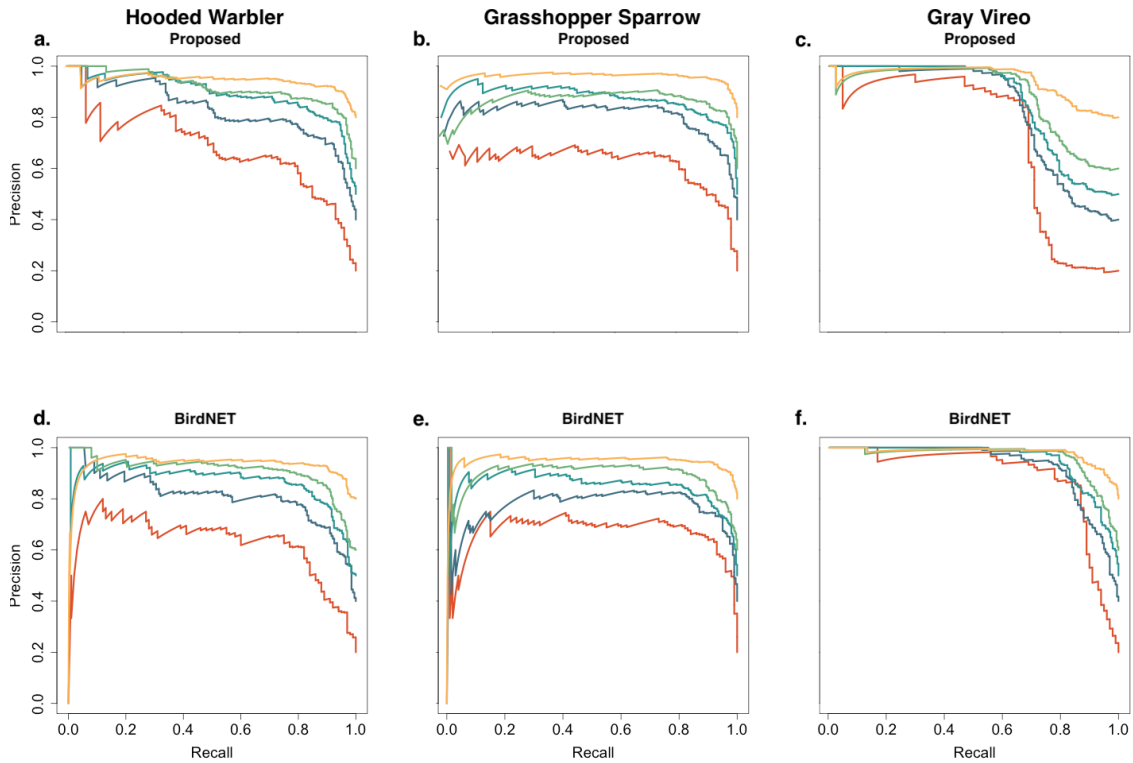 Hooded Warbler
Grasshopper Sparrow
Gray Vireo
a.
Proposed
b.
Proposed
c.
Proposed
Precision
1.0
0.8
0.6
0.4
0.2
0.0
d.
BirdNET
e.
BirdNET
f.
BirdNET
Precision
1.0
0.8
0.6
0.4
0.2
0.0
0.0 0.2 0.4 0.6 0.8 1.0
0.0 0.2 0.4 0.6 0.8 1.0
0.0 0.2 0.4 0.6 0.8 1.0
Recall
Recall
Recall